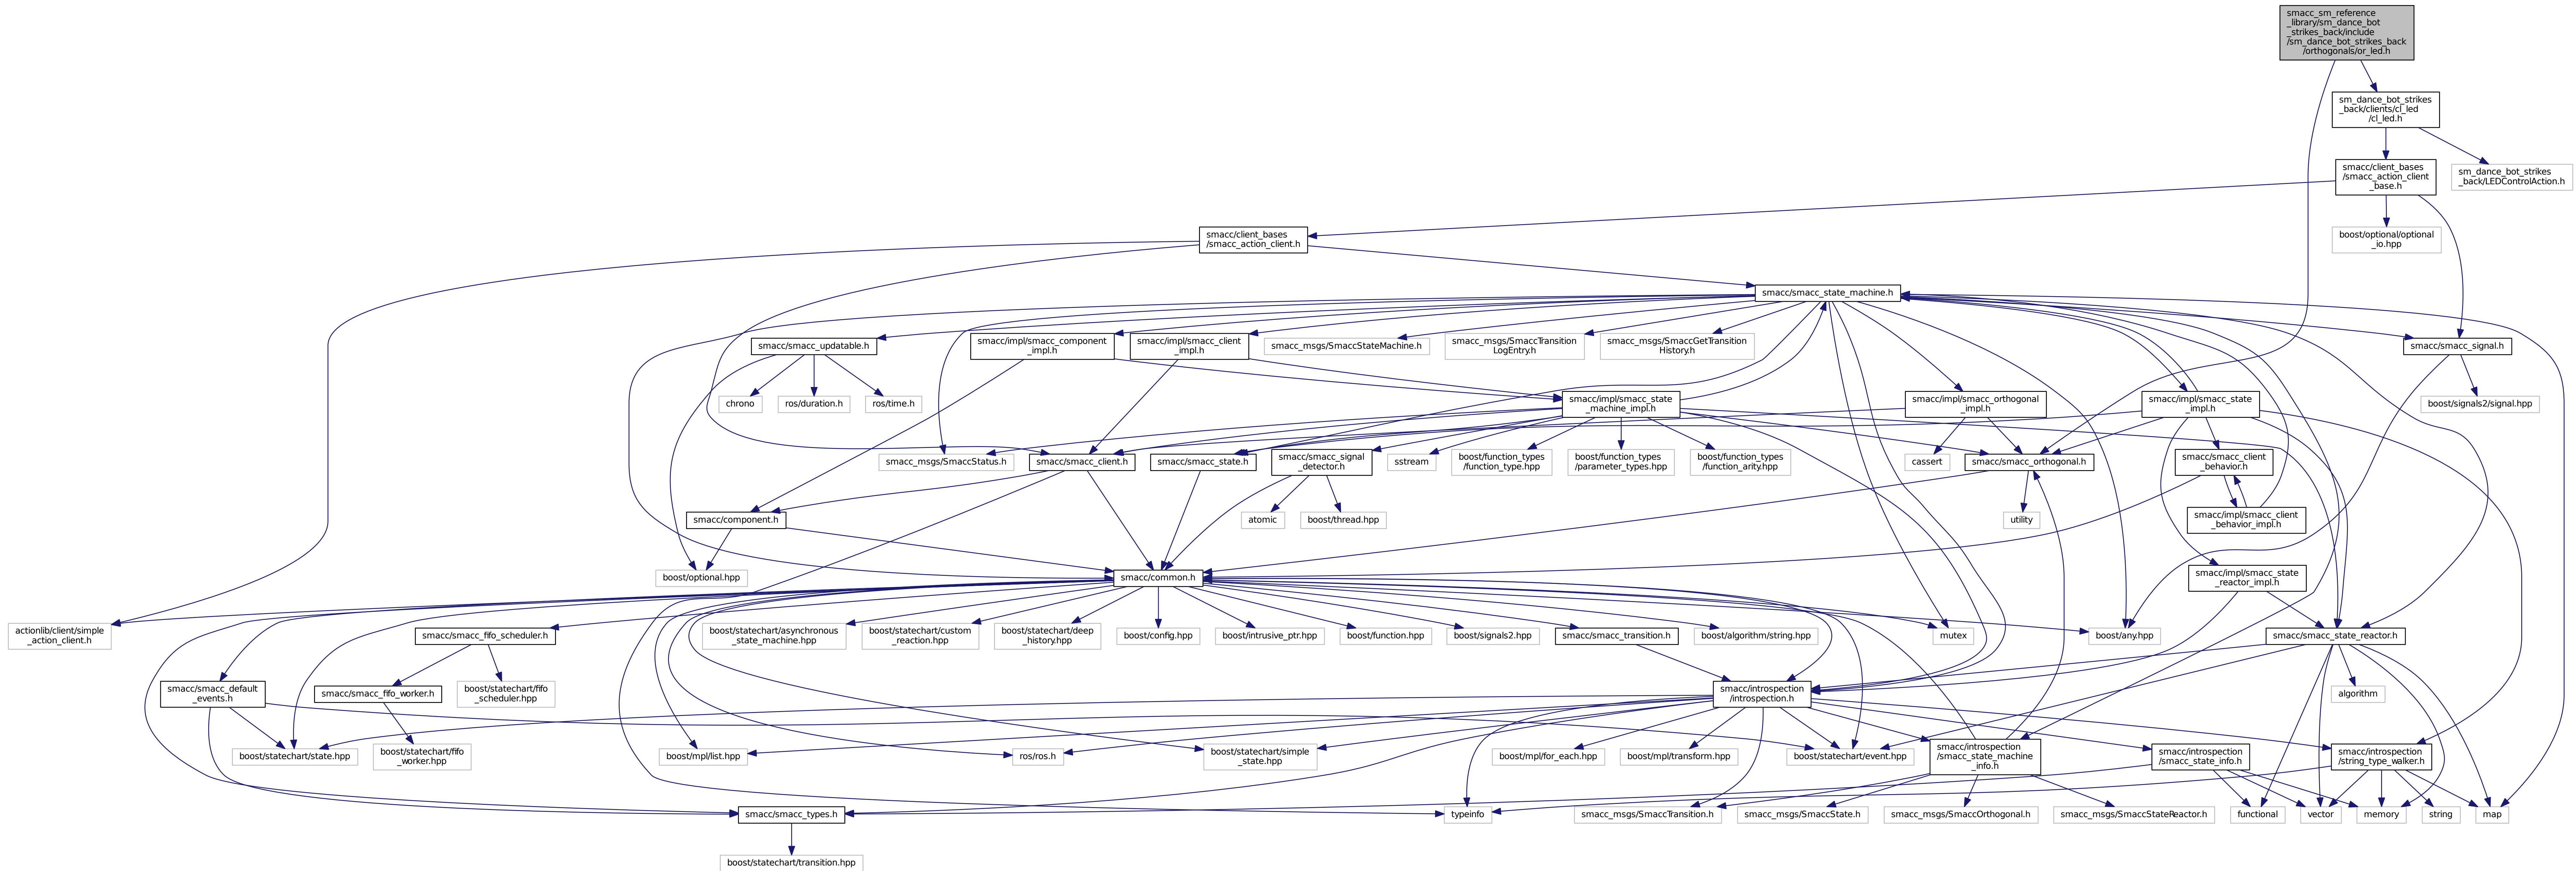 smacc_sm_reference
_library/sm_dance_bot
_strikes_back/include
/sm_dance_bot_strikes_back
/orthogonals/or_led.h
sm_dance_bot_strikes
_back/clients/cl_led
/cl_led.h
smacc/client_bases
/smacc_action_client
_base.h
sm_dance_bot_strikes
_back/LEDControlAction.h
smacc/client_bases
/smacc_action_client.h
boost/optional/optional
_io.hpp
smacc/smacc_state_machine.h
smacc/smacc_updatable.h
smacc/impl/smacc_component
_impl.h
smacc/impl/smacc_client
_impl.h
smacc_msgs/SmaccStateMachine.h
smacc_msgs/SmaccTransition
LogEntry.h
smacc_msgs/SmaccGetTransition
History.h
smacc/smacc_signal.h
chrono
ros/duration.h
ros/time.h
smacc/impl/smacc_state
_machine_impl.h
smacc/impl/smacc_orthogonal
_impl.h
smacc/impl/smacc_state
_impl.h
boost/signals2/signal.hpp
smacc_msgs/SmaccStatus.h
smacc/smacc_client.h
smacc/smacc_state.h
smacc/smacc_signal
_detector.h
sstream
boost/function_types
/function_type.hpp
boost/function_types
/parameter_types.hpp
boost/function_types
/function_arity.hpp
cassert
smacc/smacc_orthogonal.h
smacc/smacc_client
_behavior.h
smacc/component.h
atomic
boost/thread.hpp
utility
smacc/impl/smacc_client
_behavior_impl.h
boost/optional.hpp
smacc/common.h
smacc/impl/smacc_state
_reactor_impl.h
actionlib/client/simple
_action_client.h
smacc/smacc_fifo_scheduler.h
boost/statechart/asynchronous
_state_machine.hpp
boost/statechart/custom
_reaction.hpp
boost/statechart/deep
_history.hpp
boost/config.hpp
boost/intrusive_ptr.hpp
boost/function.hpp
boost/signals2.hpp
smacc/smacc_transition.h
boost/algorithm/string.hpp
mutex
boost/any.hpp
smacc/smacc_state_reactor.h
smacc/smacc_default
_events.h
smacc/smacc_fifo_worker.h
boost/statechart/fifo
_scheduler.hpp
smacc/introspection
/introspection.h
algorithm
boost/statechart/state.hpp
boost/statechart/fifo
_worker.hpp
boost/mpl/list.hpp
ros/ros.h
boost/statechart/simple
_state.hpp
boost/mpl/for_each.hpp
boost/mpl/transform.hpp
boost/statechart/event.hpp
smacc/introspection
/smacc_state_machine
_info.h
smacc/introspection
/smacc_state_info.h
smacc/introspection
/string_type_walker.h
smacc/smacc_types.h
typeinfo
smacc_msgs/SmaccTransition.h
smacc_msgs/SmaccState.h
smacc_msgs/SmaccOrthogonal.h
smacc_msgs/SmaccStateReactor.h
functional
vector
memory
string
map
boost/statechart/transition.hpp